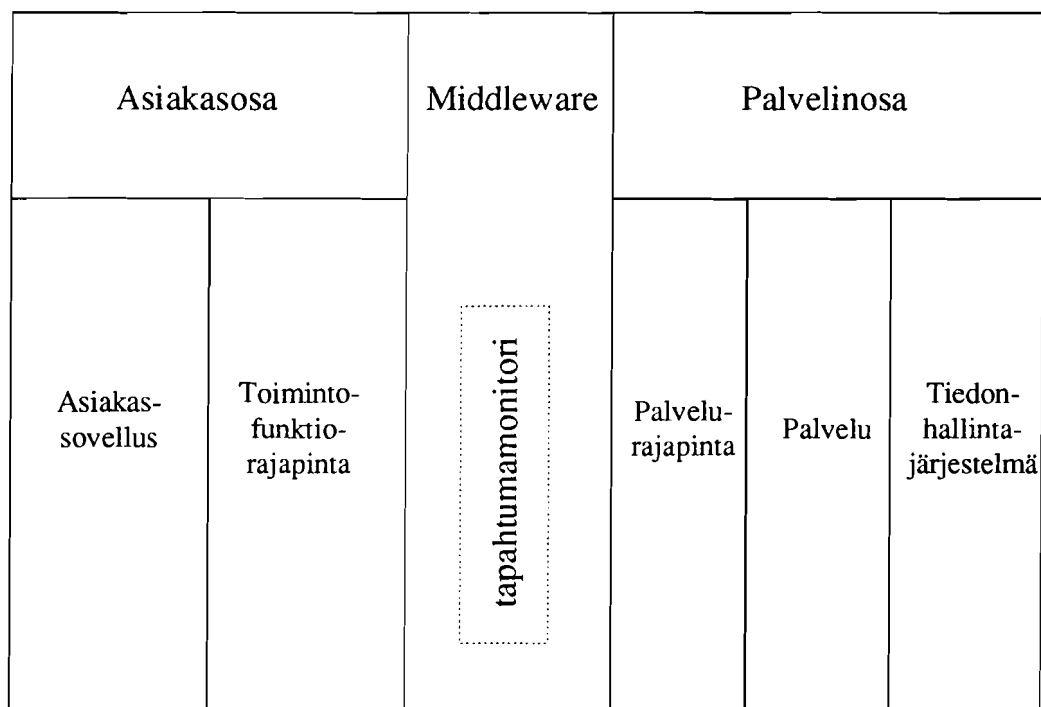 Asiakasosa
Middleware
Palvelinosa
Asiakas-
sovellus
Toiminto-
funktio-
rajapinta
tapahtumamonitori
Palvelu-
rajapinta
Palvelu
Tiedon-
hallinta-
järjestelmä